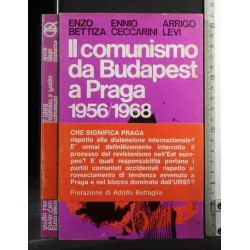 ENZO ENNIO ARRIGO
BETTIZA CECCARINI LEVI
Il comunismo
da Budapest
a Praga
1956/1968
CHE SIGNIFICA PRAGA
rispetto alla distensione internazionale?
E' ormai definitivamente interrotto il
processo del revisionismo nell'Est euro-
peo? E quali responsabilità portano i
partiti comunisti occidentali rispetto al
rovesciamento di tendenza avvenuto a
Praga e nel blocco dominato dall'URSS?
Prefazione di Adolfo Battaglia